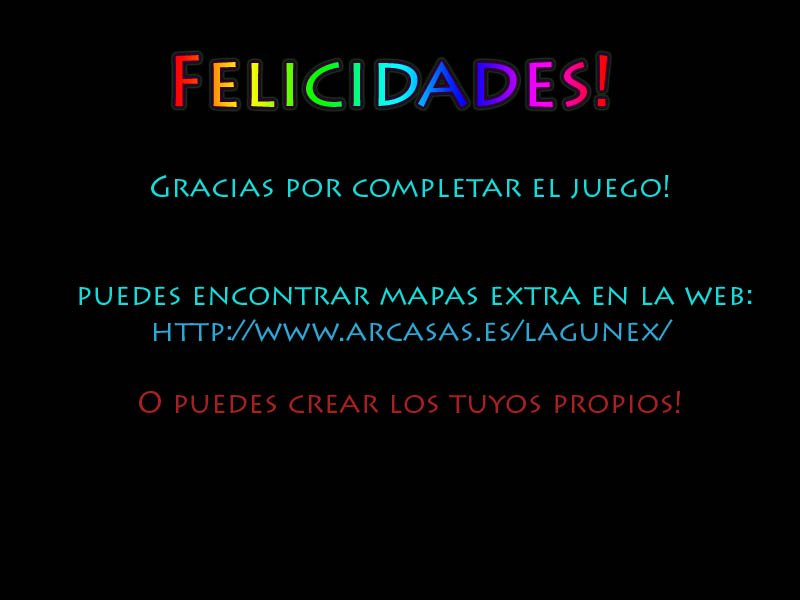 Felicidades!
Gracias por completar el juego!
puedes encontrar mapas extra en la web:
http://www.arcasas.es/lagunex/
O puedes crear los tuyos propios!